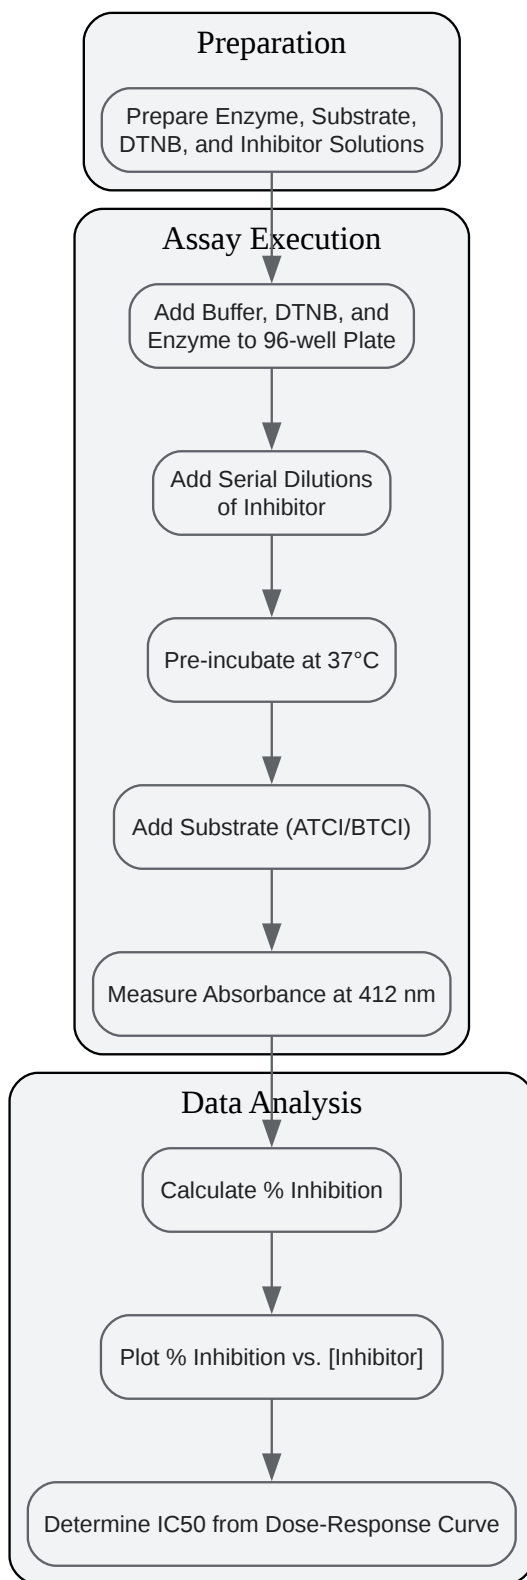 Preparation
Prepare Enzyme, Substrate,
DTNB, and Inhibitor Solutions
Assay Execution
Add Buffer, DTNB, and
Enzyme to 96-well Plate
Add Serial Dilutions
of Inhibitor
Pre-incubate at 37°C
Add Substrate (ATCI/BTCI)
Measure Absorbance at 412 nm
Data Analysis
Calculate % Inhibition
Plot % Inhibition vs. [Inhibitor]
Determine IC50 from Dose-Response Curve